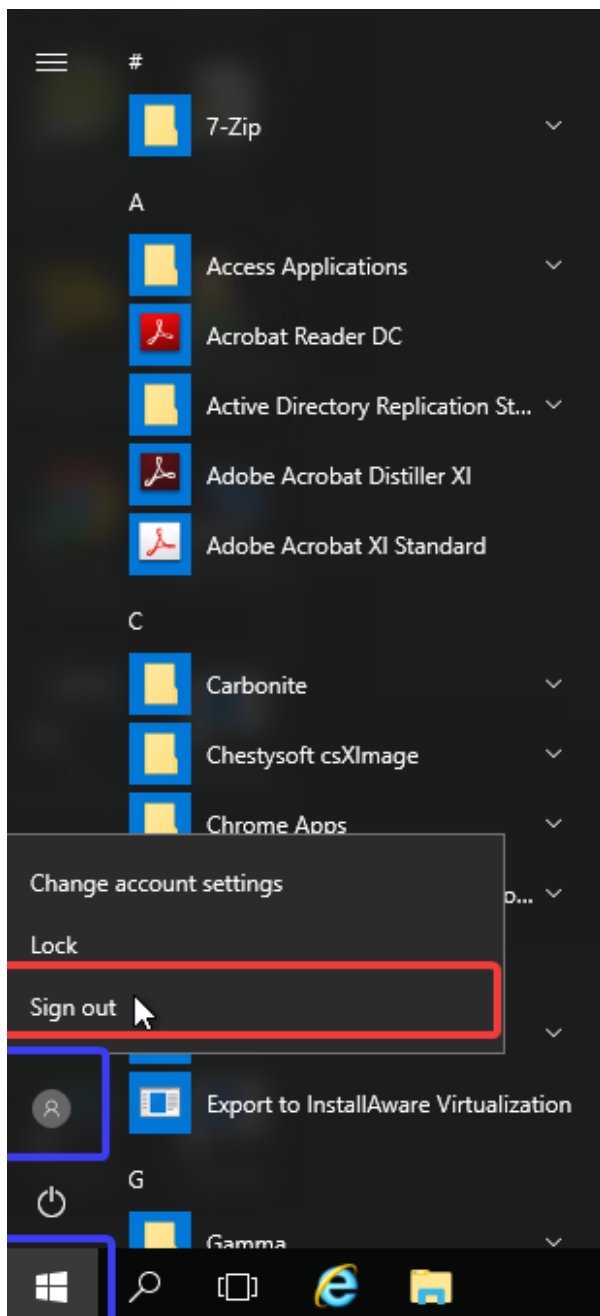 #
7-Zip
A
Access Applications
Acrobat Reader DC
Active Directory Replication St...
Adobe Acrobat Distiller XI
Adobe Acrobat XI Standard
C
Carbonite
Chestysoft csXImage
Chrome Apps
Change account settings
o...
Lock
Sign out
Export to InstallAware Virtualization
G
Gamma